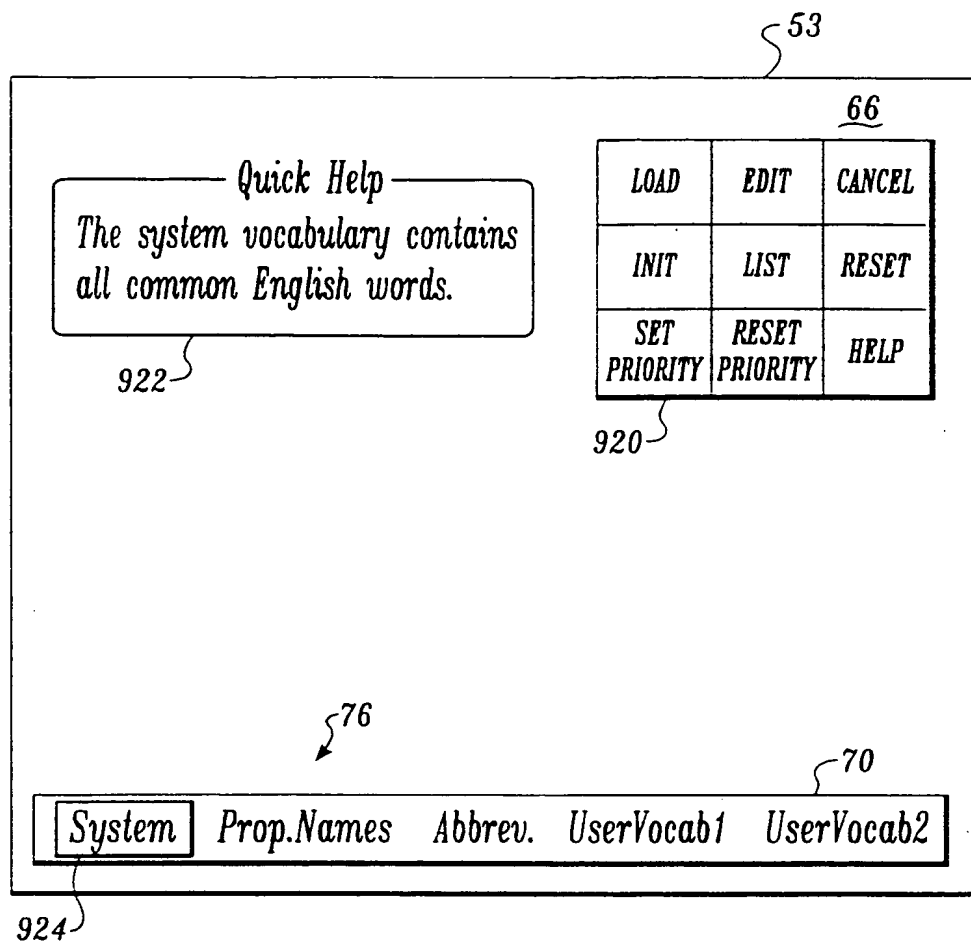 53
66
Quick Help
The system vocabulary contains
all common English words.
922
LOAD EDIT CANCEL
INIT LIST RESET
SET PRIORITY RESET PRIORITY HELP
920
76
70
System Prop.Names Abbrev. UserVocab1 UserVocab2
924